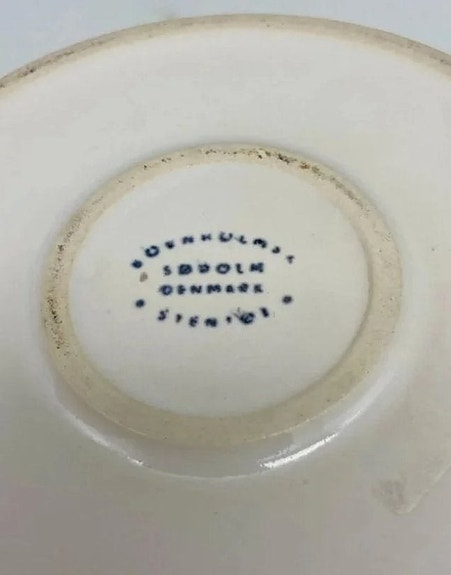 BORNHOLMSK
SØHOLM
DENMARK
• STENTØJ •